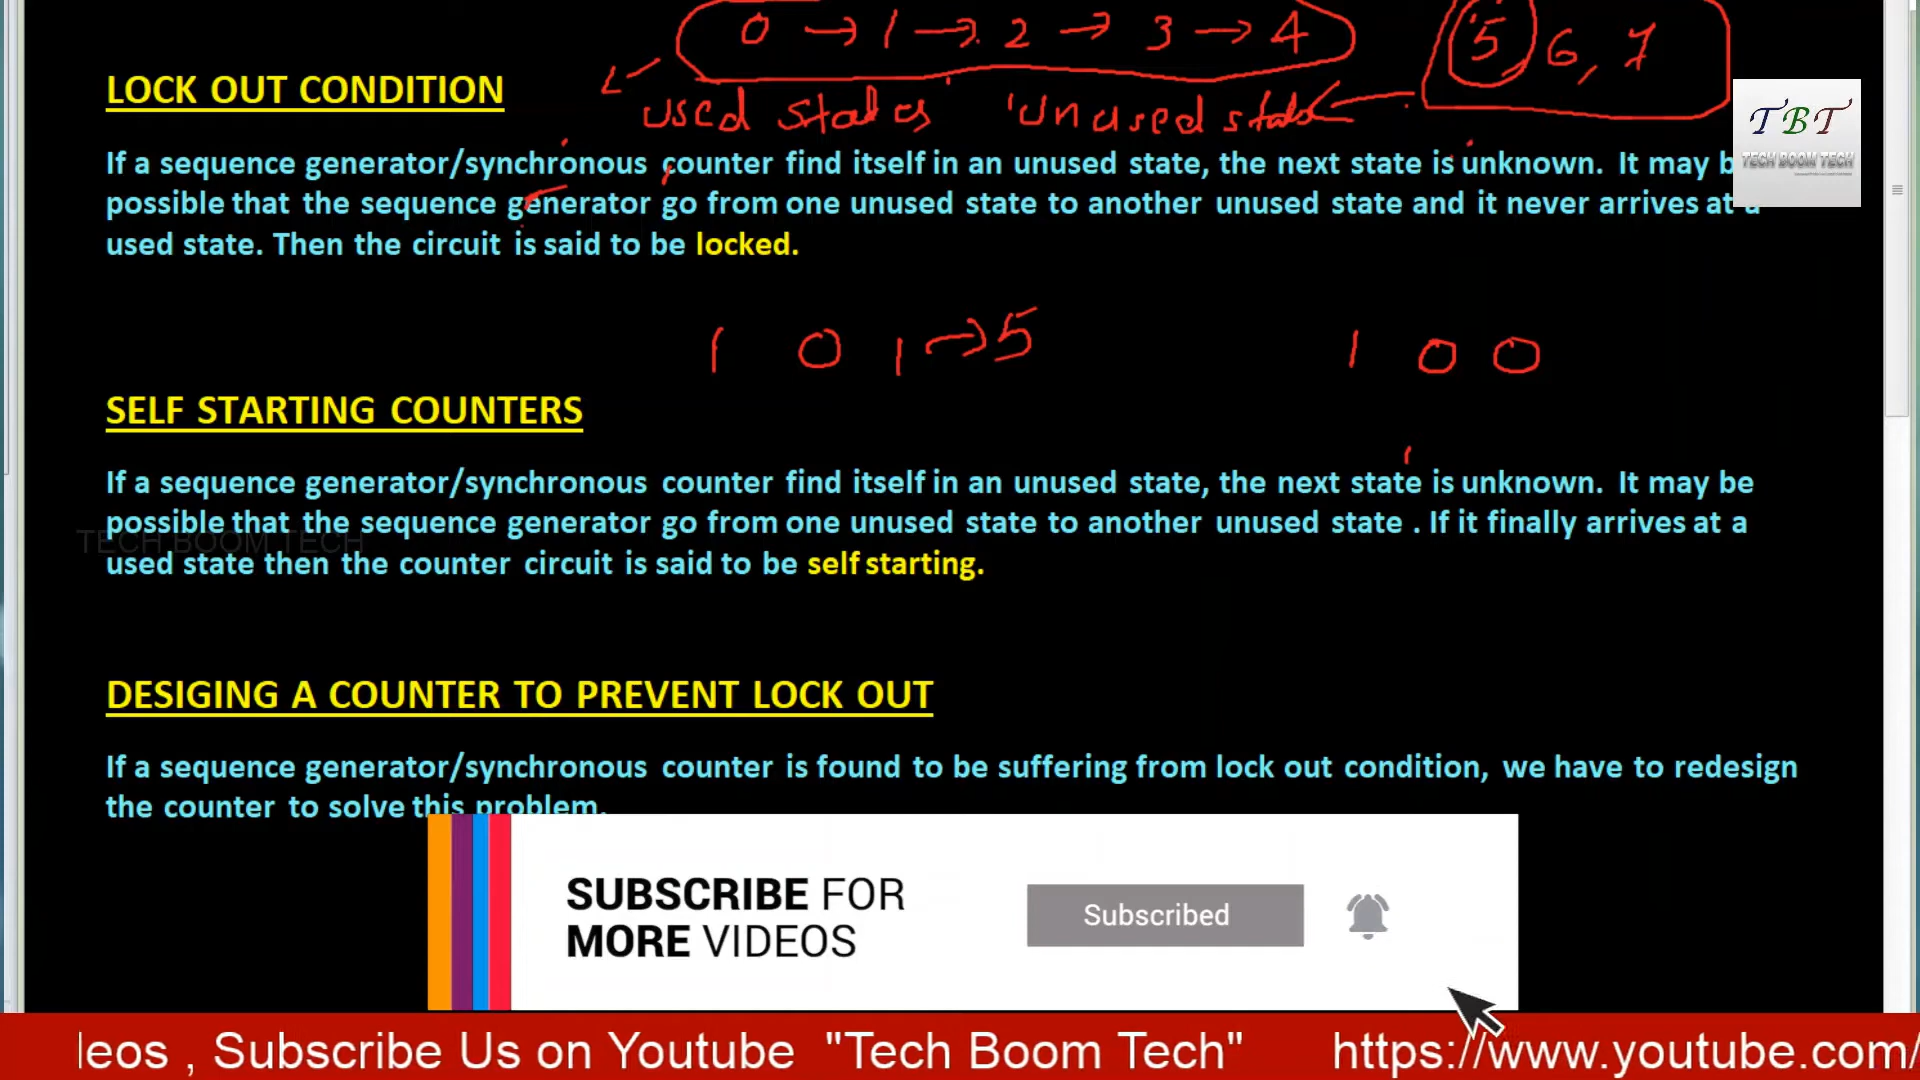 0 → 1 → 2 → 3 → 4 5, 6, 7
LOCK OUT CONDITION
used states unused states
TBT
TECH BOOM TECH
If a sequence generator/synchronous counter find itself in an unused state, the next state is unknown. It may b
possible that the sequence generator go from one unused state to another unused state and it never arrives at a
used state. Then the circuit is said to be locked.
1 0 1 → 5 1 0 0
SELF STARTING COUNTERS
If a sequence generator/synchronous counter find itself in an unused state, the next state is unknown. It may be
possible that the sequence generator go from one unused state to another unused state . If it finally arrives at a
TECH BOOM TECH
used state then the counter circuit is said to be self starting.
DESIGING A COUNTER TO PREVENT LOCK OUT
If a sequence generator/synchronous counter is found to be suffering from lock out condition, we have to redesign
the counter to solve this problem.
SUBSCRIBE FOR
MORE VIDEOS
Subscribed
leos , Subscribe Us on Youtube "Tech Boom Tech" https://www.youtube.com/